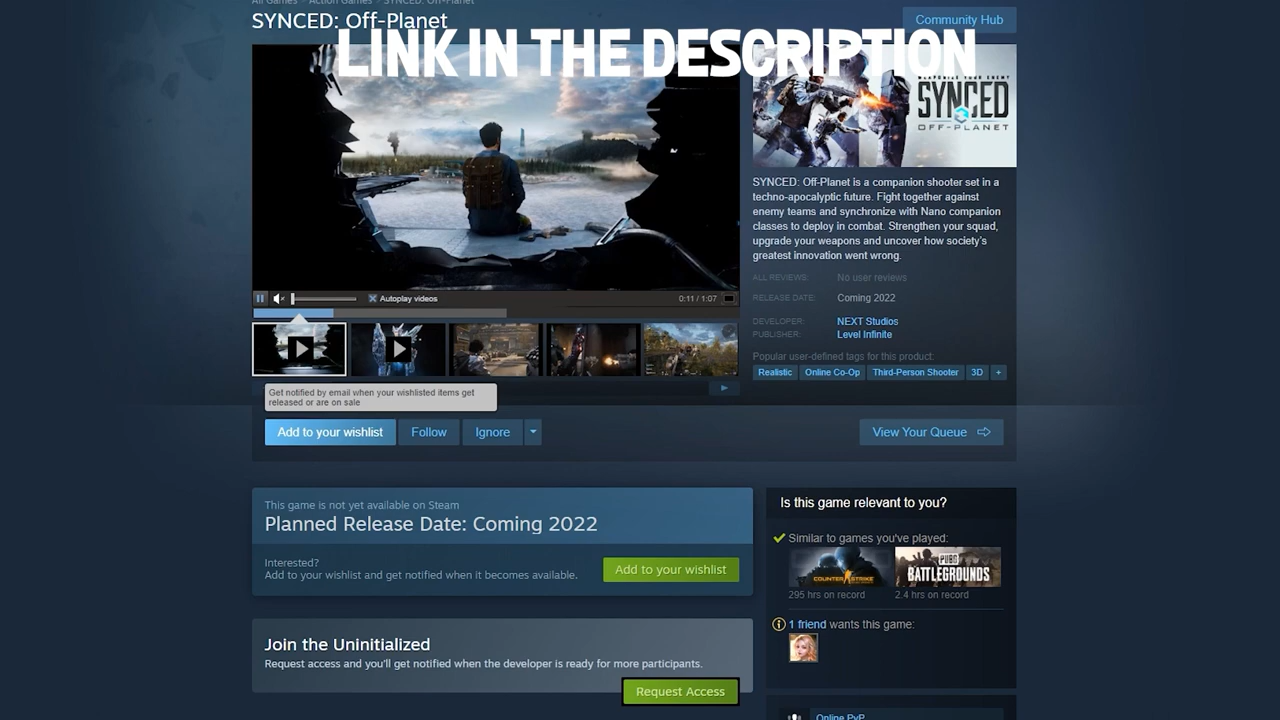 All Games > Action Games > SYNCED: Off-Planet
SYNCED: Off-Planet
Community Hub
LINK IN THE DESCRIPTION
WEAPONIZE YOUR ENEMY
SYNCED
OFF-PLANET
SYNCED: Off-Planet is a companion shooter set in a
techno-apocalyptic future. Fight together against
enemy teams and synchronize with Nano companion
classes to deploy in combat. Strengthen your squad,
upgrade your weapons and uncover how society's
greatest innovation went wrong.
ALL REVIEWS: No user reviews
RELEASE DATE: Coming 2022
DEVELOPER: NEXT Studios
PUBLISHER: Level Infinite
Popular user-defined tags for this product:
Realistic Online Co-Op Third-Person Shooter 3D +
Autoplay videos 0:11 / 1:07
Get notified by email when your wishlisted items get
released or are on sale
Add to your wishlist Follow Ignore View Your Queue
This game is not yet available on Steam
Planned Release Date: Coming 2022
Interested?
Add to your wishlist and get notified when it becomes available.
Add to your wishlist
Join the Uninitialized
Request access and you'll get notified when the developer is ready for more participants.
Request Access
Is this game relevant to you?
Similar to games you've played:
COUNTER STRIKE
PUBG
BATTLEGROUNDS
295 hrs on record 2.4 hrs on record
1 friend wants this game:
Online PvP